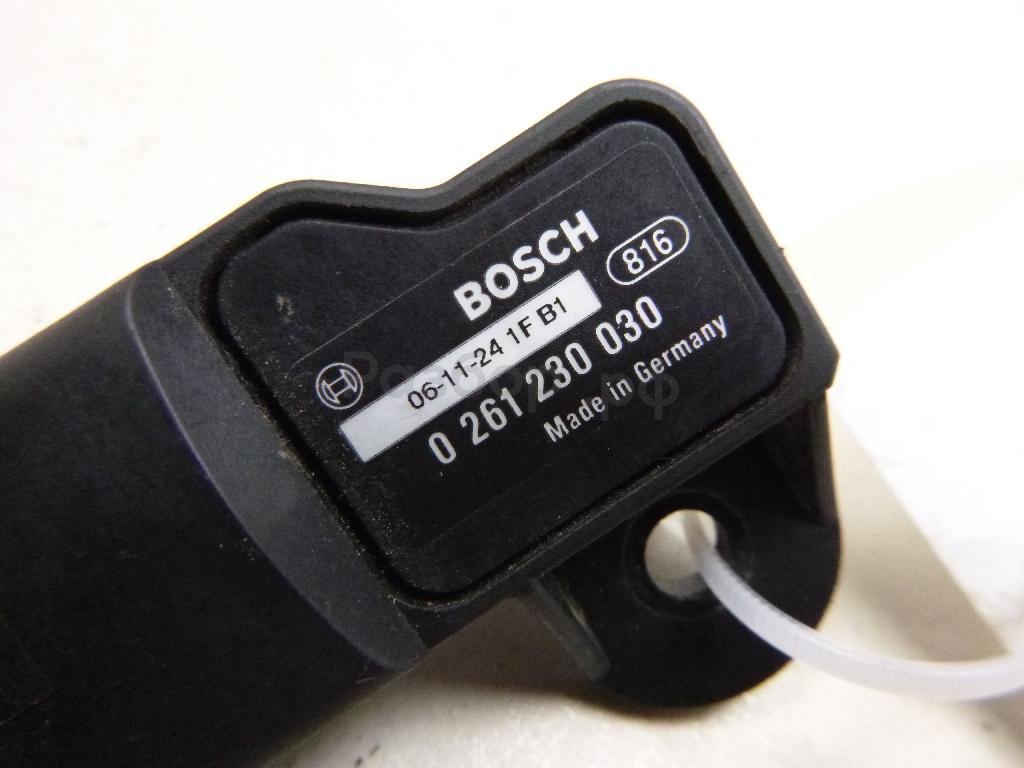 BOSCH
816
06-11-24 1F B1
0 261 230 030
Made in Germany